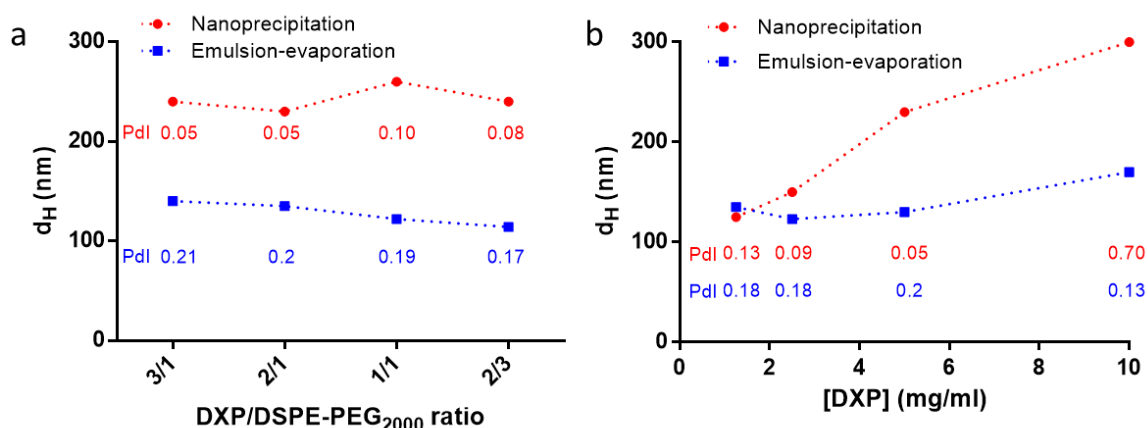 a
Nanoprecipitation
Emulsion-evaporation
300
200
100
0
d_H (nm)
PdI 0.05 0.05 0.10 0.08
PdI 0.21 0.2 0.19 0.17
3/1 2/1 1/1 2/3
DXP/DSPE-PEG2000 ratio
b
Nanoprecipitation
Emulsion-evaporation
300
200
100
0
d_H (nm)
PdI 0.13 0.09 0.05 0.70
PdI 0.18 0.18 0.2 0.13
0 2 4 6 8 10
[DXP] (mg/ml)